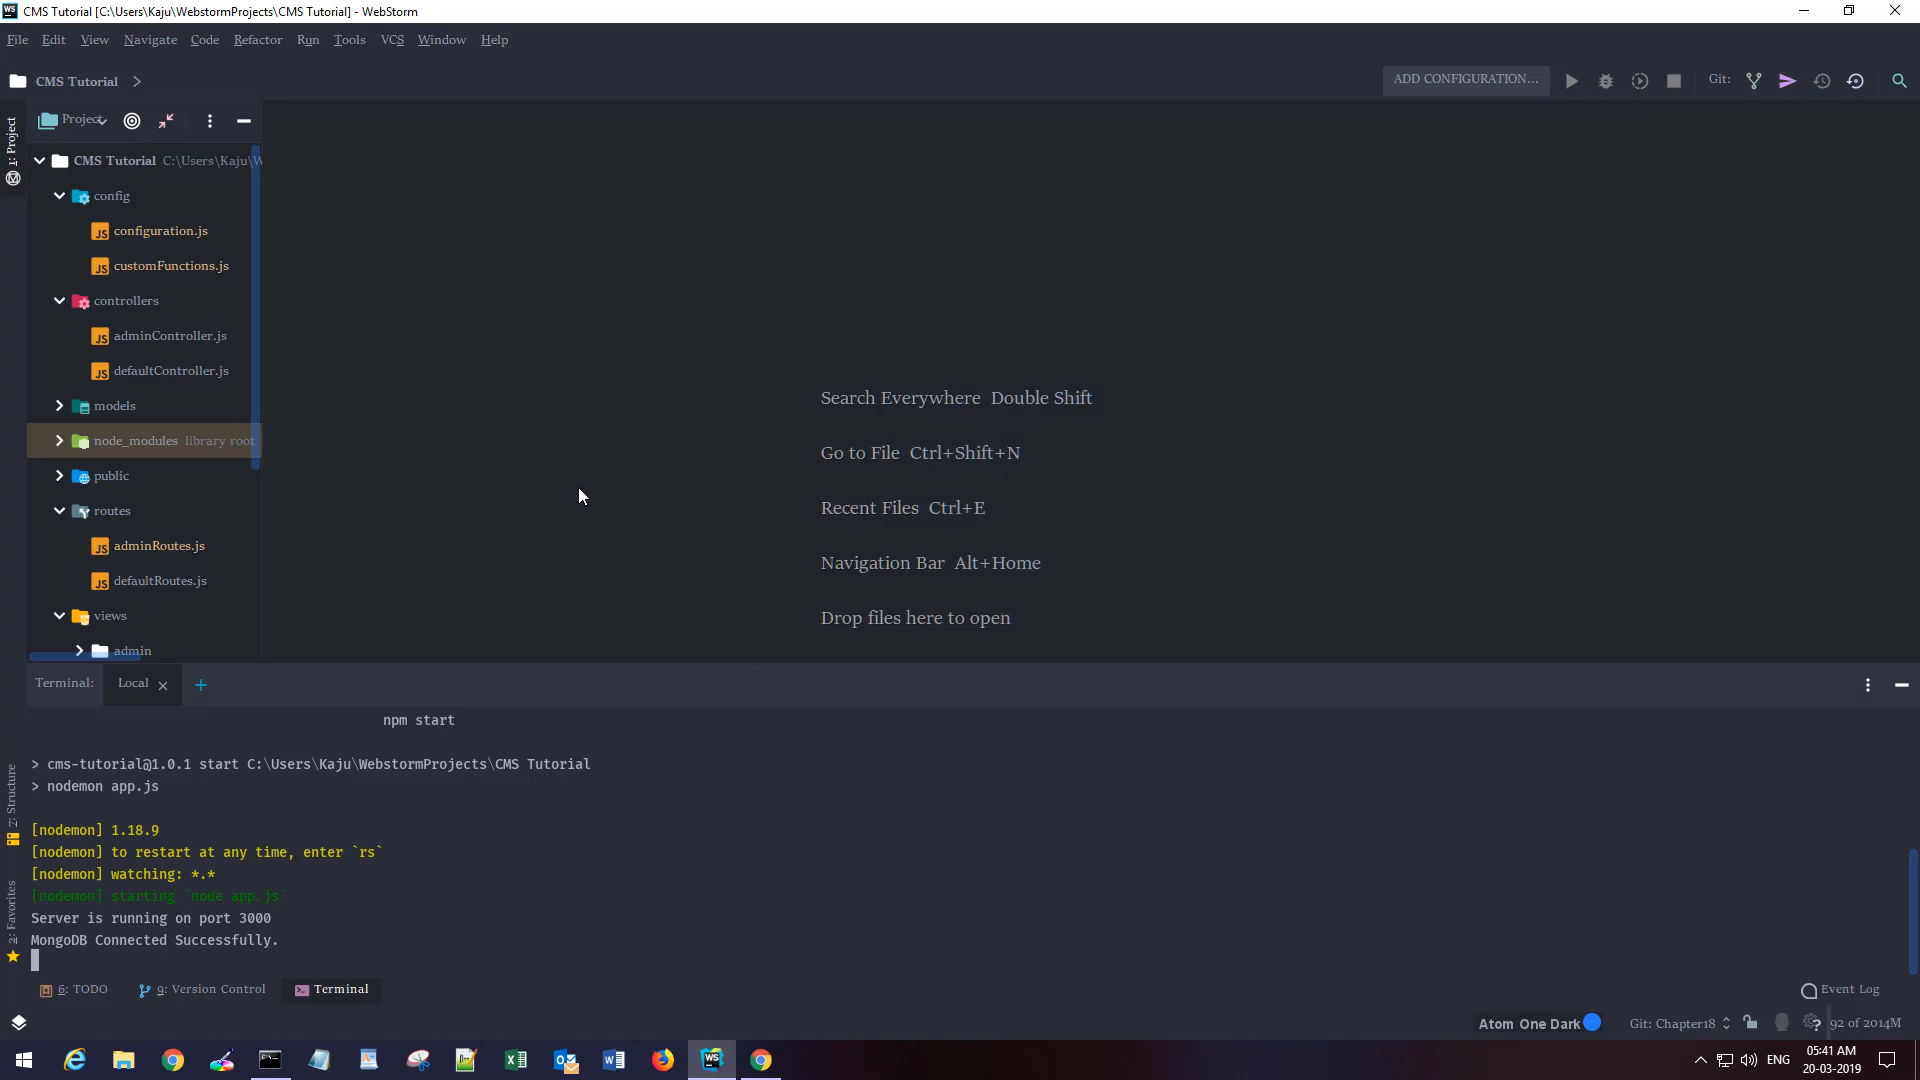 CMS Tutorial [C:\Users\Kaju\WebstormProjects\CMS Tutorial] - WebStorm
File Edit View Navigate Code Refactor Run Tools VCS Window Help
CMS Tutorial
ADD CONFIGURATION...
Git:
1: Project
Project
CMS Tutorial C:\Users\Kaju\W
config
configuration.js
customFunctions.js
controllers
adminController.js
defaultController.js
models
node_modules library root
public
routes
adminRoutes.js
defaultRoutes.js
views
admin
Search Everywhere Double Shift
Go to File Ctrl+Shift+N
Recent Files Ctrl+E
Navigation Bar Alt+Home
Drop files here to open
Terminal: Local
npm start
> cms-tutorial@1.0.1 start C:\Users\Kaju\WebstormProjects\CMS Tutorial
> nodemon app.js
[nodemon] 1.18.9
[nodemon] to restart at any time, enter `rs`
[nodemon] watching: *.*
[nodemon] starting `node app.js`
Server is running on port 3000
MongoDB Connected Successfully.
7: Structure
2: Favorites
6: TODO 9: Version Control Terminal
Event Log
Atom One Dark Git: Chapter18 92 of 2014M
ENG
05:41 AM
20-03-2019